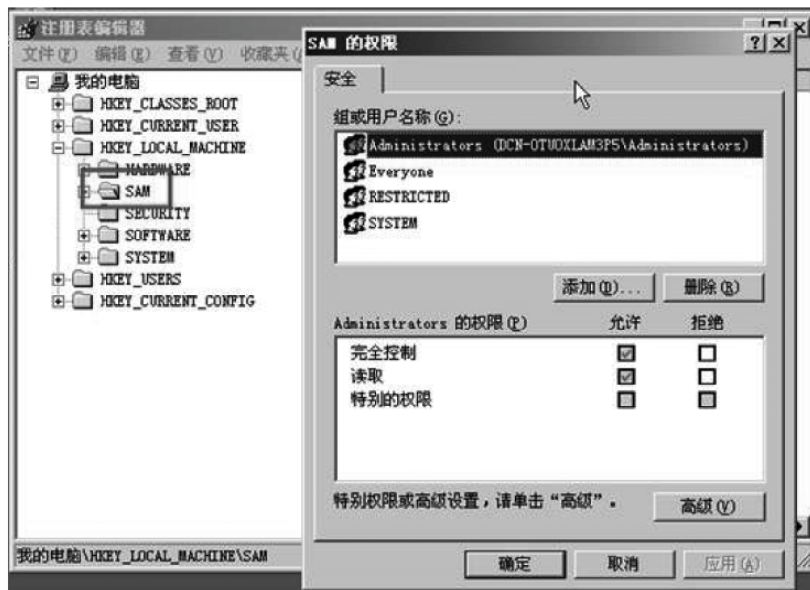 注册表编辑器
文件(F) 编辑(E) 查看(V) 收藏夹(
我的电脑
HKEY_CLASSES_ROOT
HKEY_CURRENT_USER
HKEY_LOCAL_MACHINE
HARDWARE
SAM
SECURITY
SOFTWARE
SYSTEM
HKEY_USERS
HKEY_CURRENT_CONFIG
我的电脑\HKEY_LOCAL_MACHINE\SAM
SAM 的权限
安全
组或用户名称(G):
Administrators (DCN-OTUOXLAM3P5\Administrators)
Everyone
RESTRICTED
SYSTEM
添加(D)... 删除(R)
Administrators 的权限(P) 允许 拒绝
完全控制
读取
特别的权限
特别权限或高级设置，请单击“高级”。 高级(V)
确定 取消 应用(A)